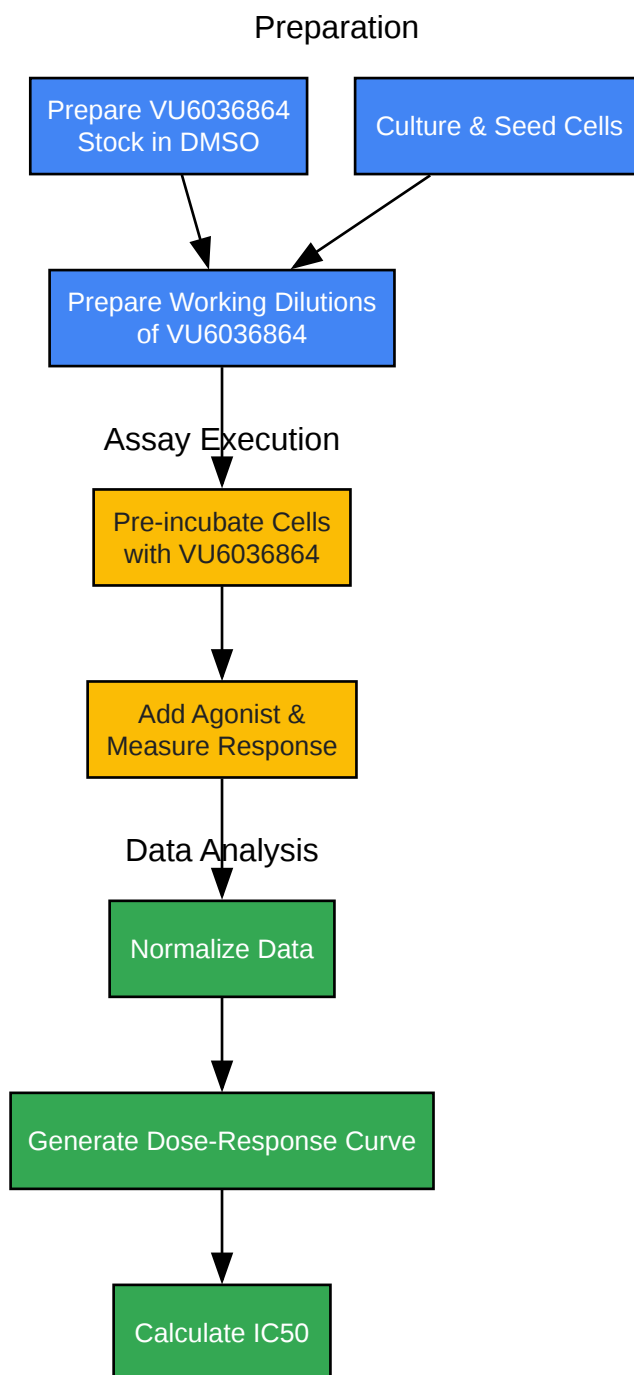 Preparation
Prepare VU6036864
Stock in DMSO
Culture & Seed Cells
Prepare Working Dilutions
of VU6036864
Assay Execution
Pre-incubate Cells
with VU6036864
Add Agonist &
Measure Response
Data Analysis
Normalize Data
Generate Dose-Response Curve
Calculate IC50